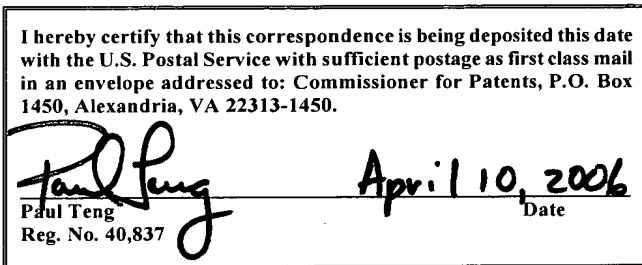 I hereby certify that this correspondence is being deposited this date
with the U.S. Postal Service with sufficient postage as first class mail
in an envelope addressed to: Commissioner for Patents, P.O. Box
1450, Alexandria, VA 22313-1450.
Paul Teng April 10, 2006
Paul Teng Date
Reg. No. 40,837